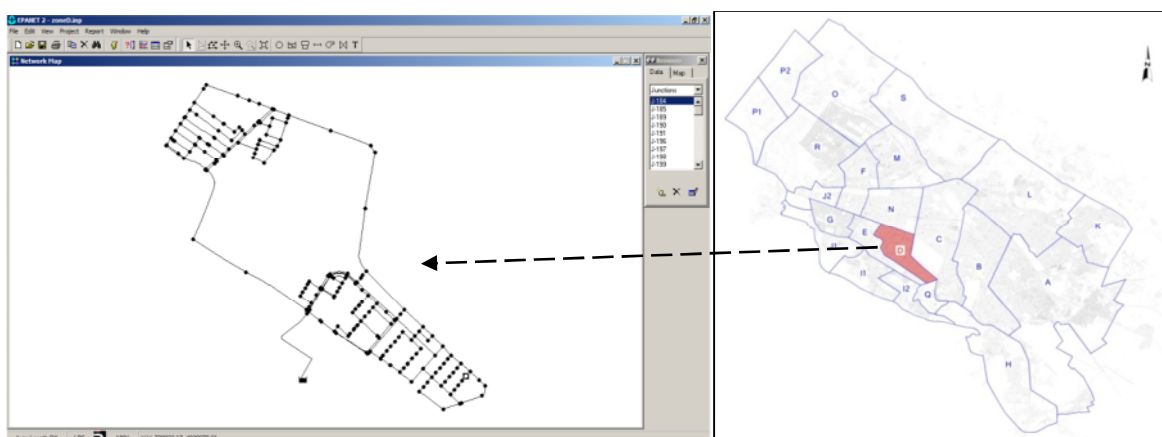 EPANET 2 - zoneD.inp
File Edit View Project Report Window Help
T
Network Map
Browser
Data Map
Junctions
J-184
J-185
J-189
J-190
J-191
J-196
J-197
J-198
J-199
N
P2
O
S
P1
R
M
F
L
J2
N
K
G
E
C
D
B
A
I1
I2
Q
H